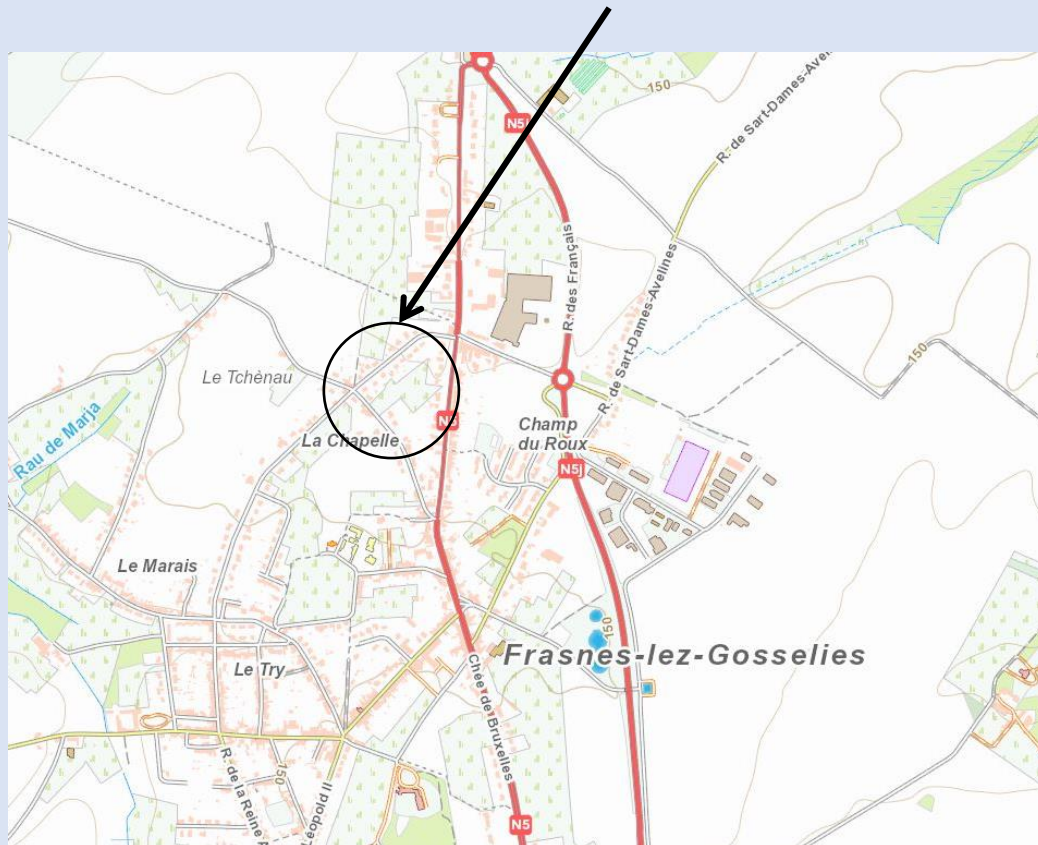 150
N5j
R. de Sart-Dames-Avelines
R. des Français
R. de Sart-Dames-Avelines
150
Le Tchènau
Rau de Marja
N5
Champ
du Roux
La Chapelle
N5j
Le Marais
150
Frasnes-lez-Gosselies
Le Try
Chée de Bruxelles
R. de la Reine
150
Léopold II
N5